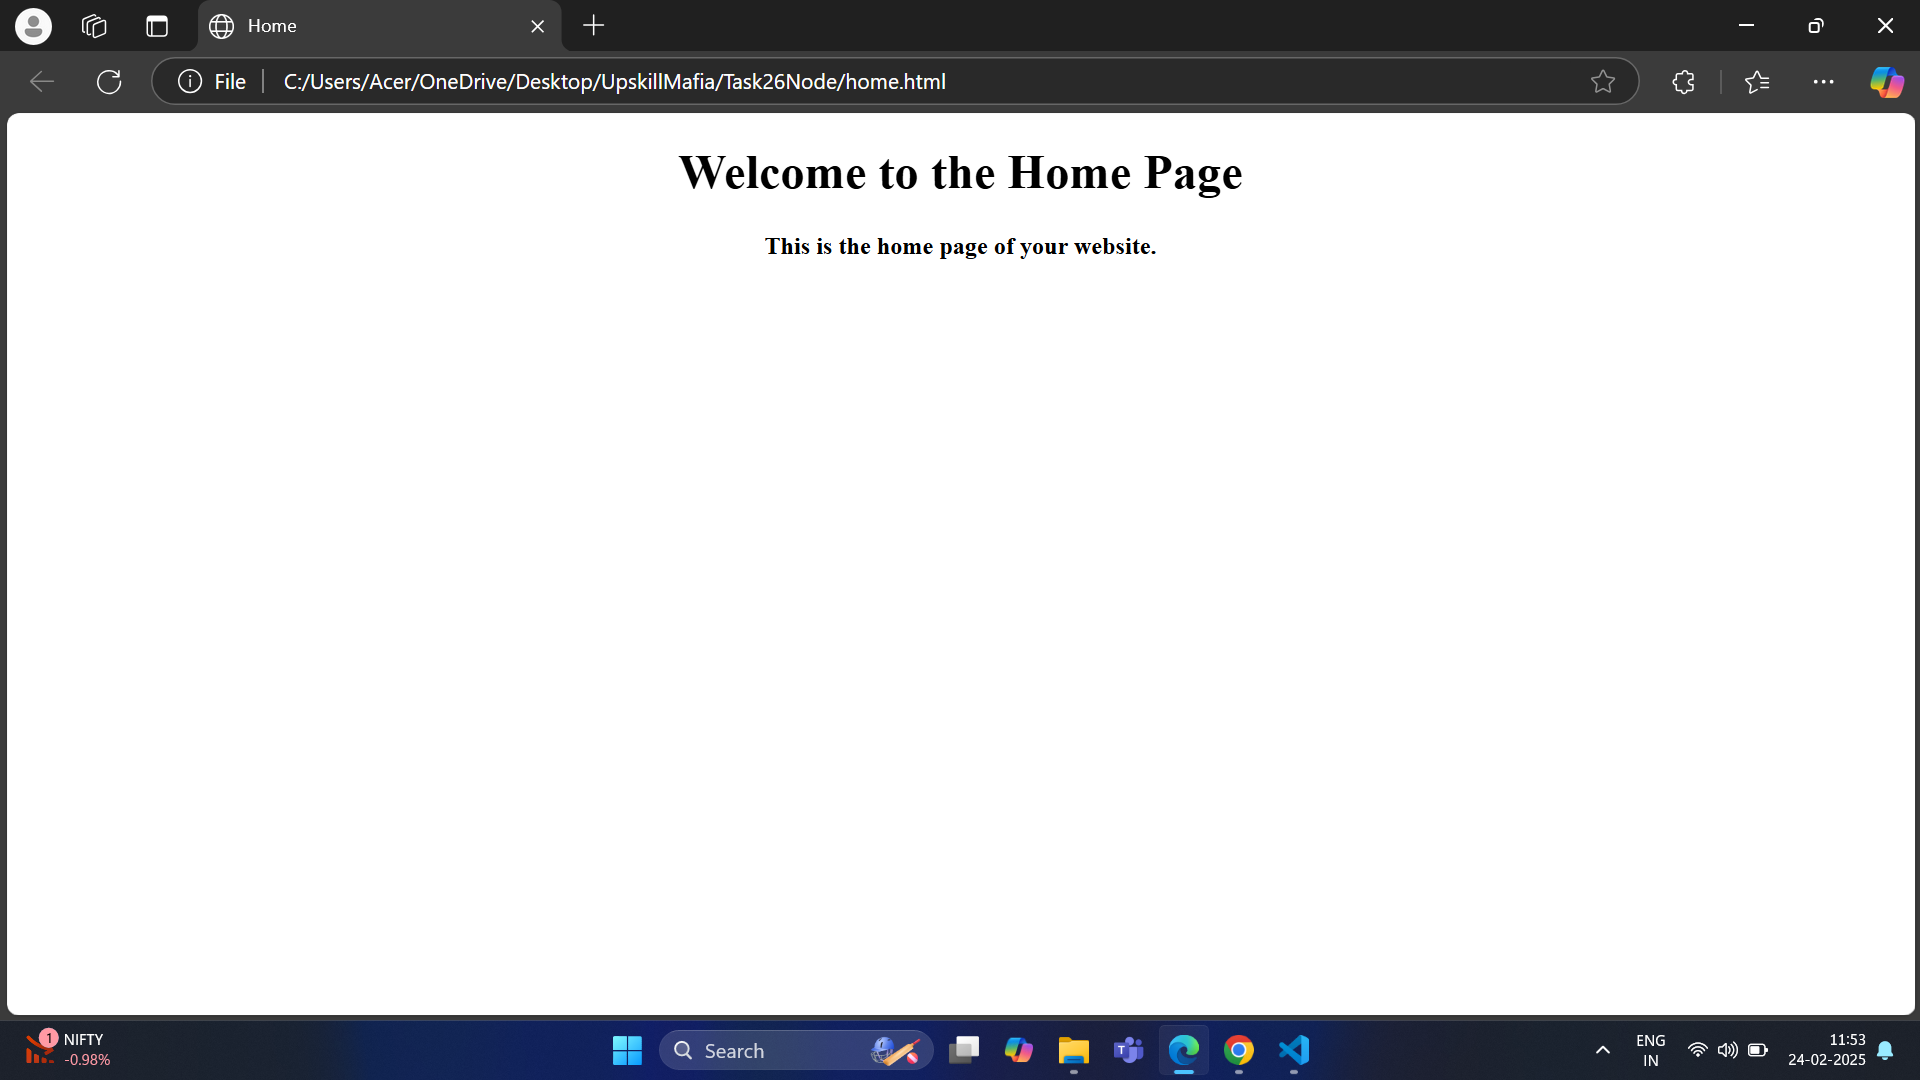 Home
File
C:/Users/Acer/OneDrive/Desktop/UpskillMafia/Task26Node/home.html
Welcome to the Home Page
This is the home page of your website.
1
NIFTY
-0.98%
Search
T
ENG
IN
11:53
24-02-2025